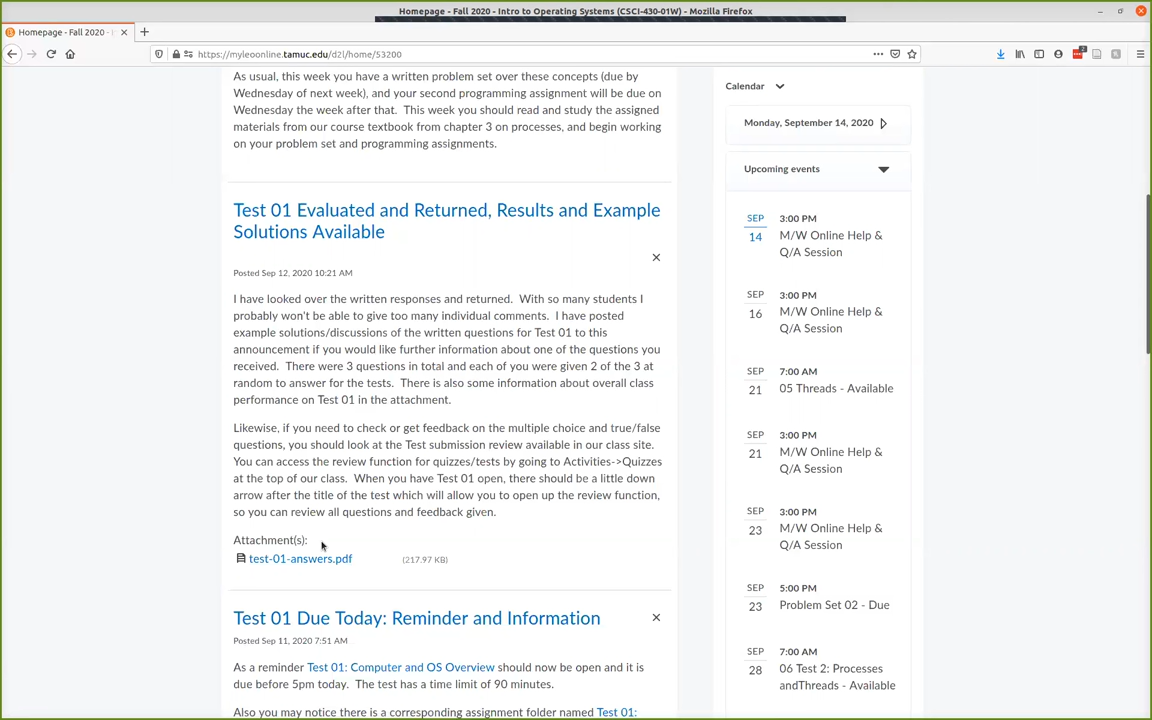 Homepage - Fall 2020 - Intro to Operating Systems (CSCI-430-01W) - Mozilla Firefox
Homepage - Fall 2020 -
https://myleoonline.tamuc.edu/d2l/home/53200
As usual, this week you have a written problem set over these concepts (due by
Wednesday of next week), and your second programming assignment will be due on
Wednesday the week after that. This week you should read and study the assigned
materials from our course textbook from chapter 3 on processes, and begin working
on your problem set and programming assignments.
Test 01 Evaluated and Returned, Results and Example
Solutions Available
Posted Sep 12, 2020 10:21 AM
I have looked over the written responses and returned. With so many students I
probably won't be able to give too many individual comments. I have posted
example solutions/discussions of the written questions for Test 01 to this
announcement if you would like further information about one of the questions you
received. There were 3 questions in total and each of you were given 2 of the 3 at
random to answer for the tests. There is also some information about overall class
performance on Test 01 in the attachment.
Likewise, if you need to check or get feedback on the multiple choice and true/false
questions, you should look at the Test submission review available in our class site.
You can access the review function for quizzes/tests by going to Activities->Quizzes
at the top of our class. When you have Test 01 open, there should be a little down
arrow after the title of the test which will allow you to open up the review function,
so you can review all questions and feedback given.
Attachment(s):
test-01-answers.pdf (217.97 KB)
Test 01 Due Today: Reminder and Information
Posted Sep 11, 2020 7:51 AM
As a reminder Test 01: Computer and OS Overview should now be open and it is
due before 5pm today. The test has a time limit of 90 minutes.
Also you may notice there is a corresponding assignment folder named Test 01:
Calendar
Monday, September 14, 2020
Upcoming events
SEP 3:00 PM
14 M/W Online Help &
Q/A Session
SEP 3:00 PM
16 M/W Online Help &
Q/A Session
SEP 7:00 AM
21 05 Threads - Available
SEP 3:00 PM
21 M/W Online Help &
Q/A Session
SEP 3:00 PM
23 M/W Online Help &
Q/A Session
SEP 5:00 PM
23 Problem Set 02 - Due
SEP 7:00 AM
28 06 Test 2: Processes
andThreads - Available